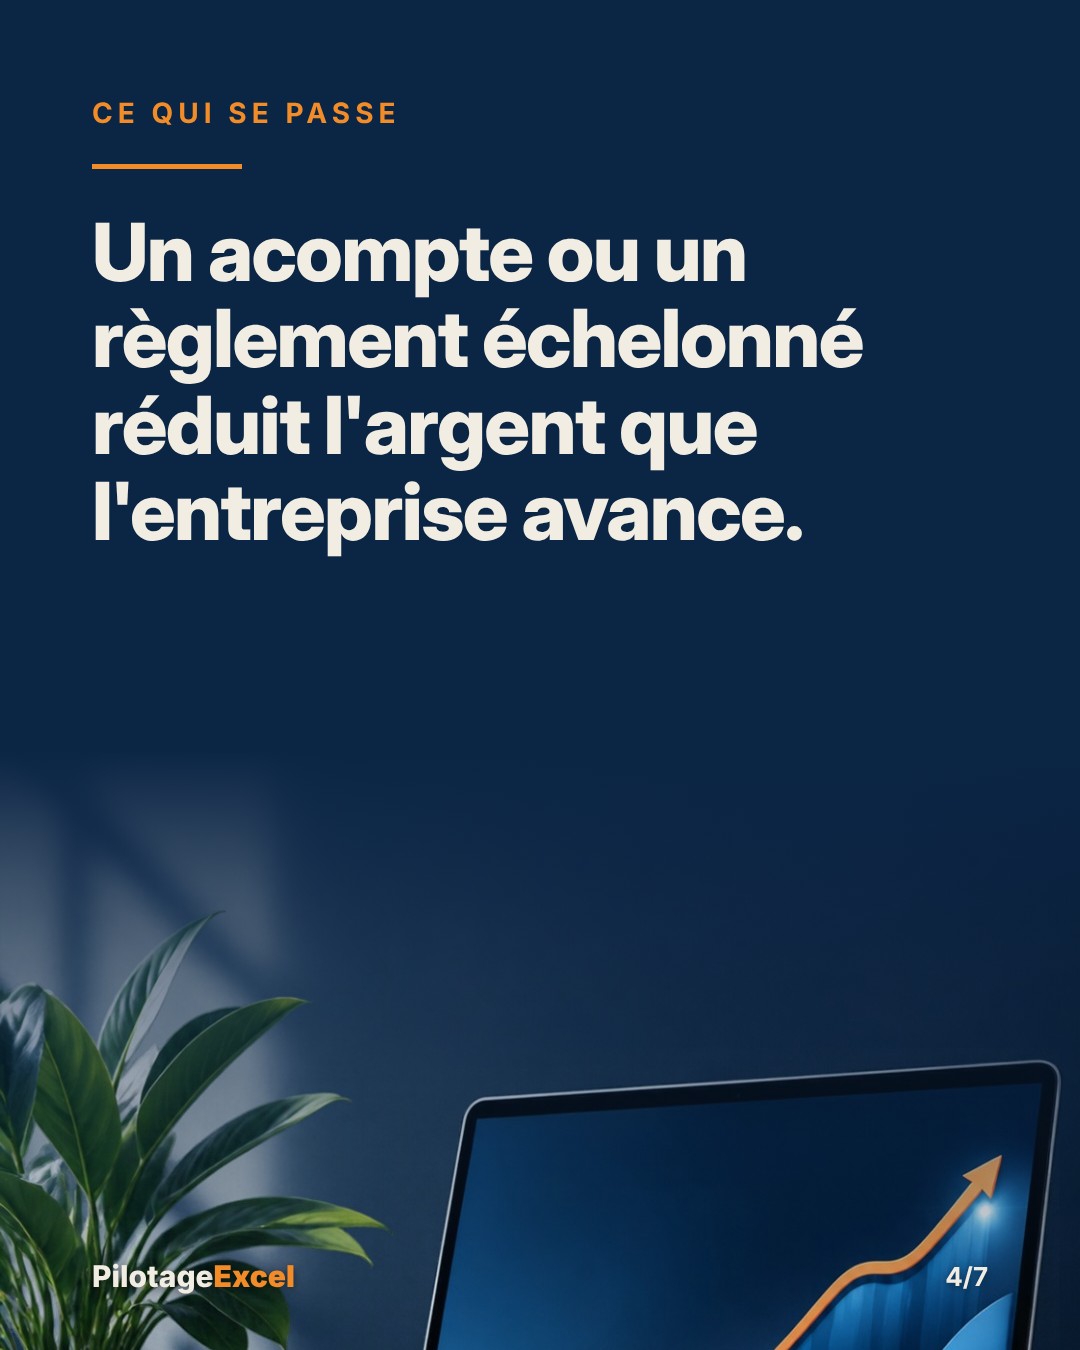 CE QUI SE PASSE
Un acompte ou un
règlement échelonné
réduit l'argent que
l'entreprise avance.
PilotageExcel
4/7